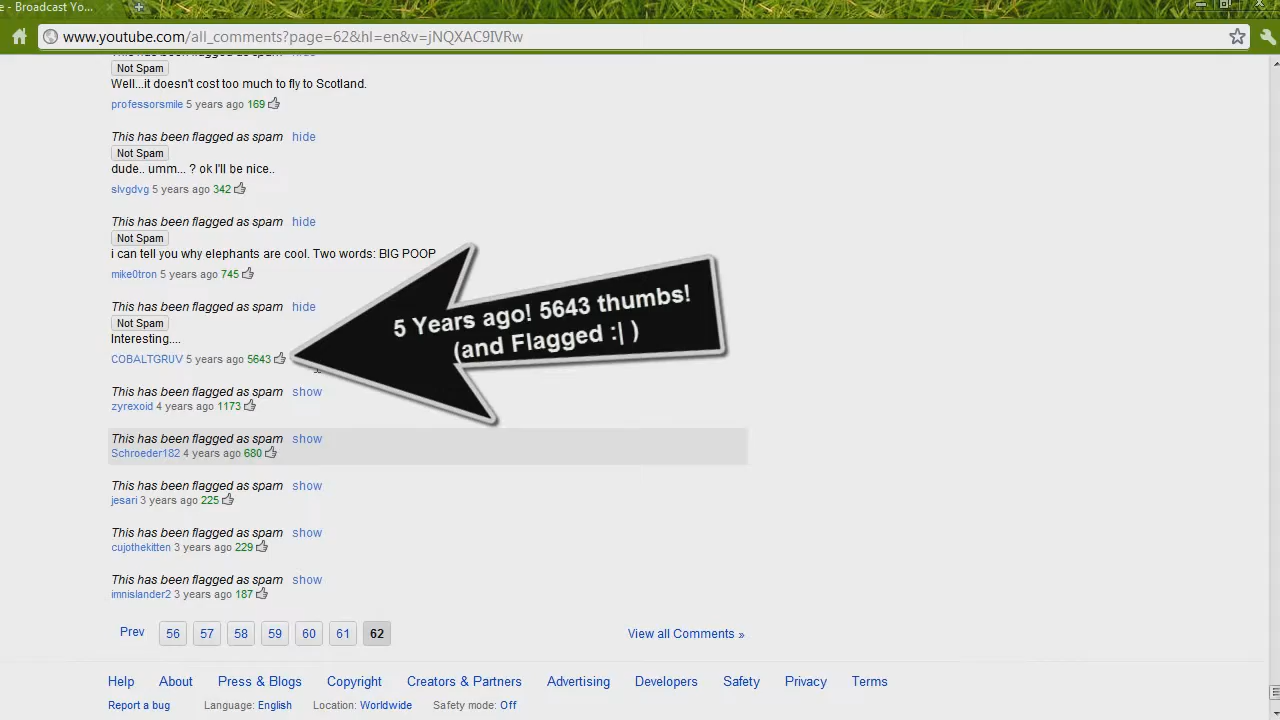 e - Broadcast Yo...
www.youtube.com/all_comments?page=62&hl=en&v=jNQXAC9IVRw
This has been flagged as spam hide
Not Spam
Well...it doesn't cost too much to fly to Scotland.
professorsmile 5 years ago 169
This has been flagged as spam hide
Not Spam
dude.. umm... ? ok I'll be nice..
slvgdvg 5 years ago 342
This has been flagged as spam hide
Not Spam
i can tell you why elephants are cool. Two words: BIG POOP
mike0tron 5 years ago 745
This has been flagged as spam hide
Not Spam
Interesting....
COBALTGRUV 5 years ago 5643
5 Years ago! 5643 thumbs!
(and Flagged :| )
This has been flagged as spam show
zyrexoid 4 years ago 1173
This has been flagged as spam show
Schroeder182 4 years ago 680
This has been flagged as spam show
jesari 3 years ago 225
This has been flagged as spam show
cujothekitten 3 years ago 229
This has been flagged as spam show
imnislander2 3 years ago 187
Prev 56 57 58 59 60 61 62 View all Comments »
Help About Press & Blogs Copyright Creators & Partners Advertising Developers Safety Privacy Terms
Report a bug Language: English Location: Worldwide Safety mode: Off